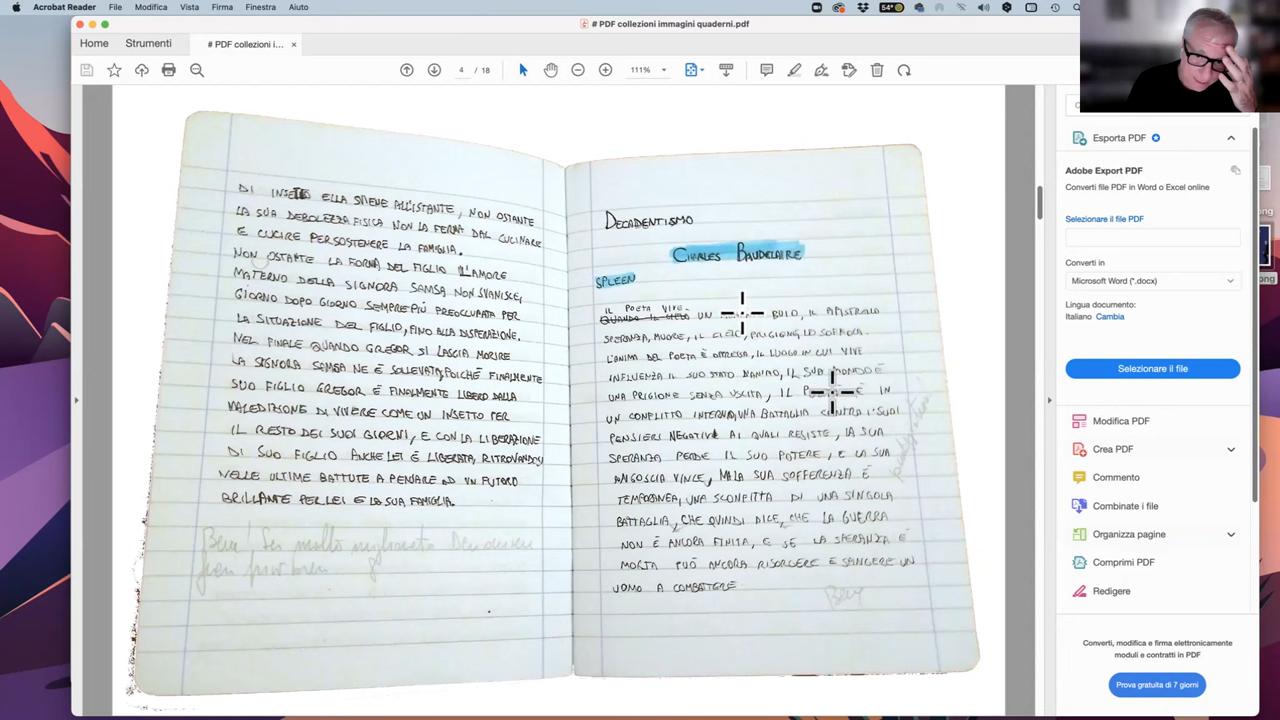 Acrobat Reader File Modifica Vista Firma Finestra Aiuto
54°
# PDF collezioni immagini quaderni.pdf
Home Strumenti # PDF collezioni i... ×
4 / 18 111%
DI INSETTO ELLA SVIENE ALL'ISTANTE, NON OSTANTE
LA SUA DEBOLEZZA FISICA NON LA FERMA DAL CUCINARE
E CUCIRE PER SOSTENERE LA FAMIGLIA.
NON OSTANTE LA FORMA DEL FIGLIO L'AMORE
MATERNO DELLA SIGNORA SAMSA NON SVANISCE,
GIORNO DOPO GIORNO SEMPRE PIÙ PREOCCUPATA PER
LA SITUAZIONE DEL FIGLIO, FINO ALLA DISPERAZIONE.
NEL FINALE QUANDO GREGOR SI LASCIA MORIRE
LA SIGNORA SAMSA NE È SOLLEVATA, POICHÉ FINALMENTE
SUO FIGLIO GREGOR È FINALMENTE LIBERO DALLA
MALEDIZIONE DI VIVERE COME UN INSETTO PER
IL RESTO DEI SUOI GIORNI, E CON LA LIBERAZIONE
DI SUO FIGLIO ANCHE LEI È LIBERATA, RITROVANDOSI
NELLE ULTIME BATTUTE A PENSARE AD UN FUTURO
BRILLANTE PER LEI E LA SUA FAMIGLIA.
Bene! Sei molto
DECADENTISMO
CHARLES BAUDELAIRE
SPLEEN
IL POETA VIVE
QUANDO IL CIELO UN BUIO, IL PIPISTRELLO
SPERANZA, MUORE, IL CIELO, PRIGIONE, LO SOFFOCA.
L'ANIMA DEL POETA È OPPRESSA, IL LUOGO IN CUI VIVE
INFLUENZA IL SUO STATO D'ANIMO, IL SUO MONDO È
UNA PRIGIONE SENZA USCITA, IL È IN
UN CONFLITTO INTERNO, UNA BATTAGLIA CONTRO I SUOI
PENSIERI NEGATIVI AI QUALI RESISTE, LA SUA
SPERANZA PERDE IL SUO POTERE, E LA SUA
ANGOSCIA VINCE, MA LA SUA SOFFERENZA È
TEMPORANEA, UNA SCONFITTA DI UNA SINGOLA
BATTAGLIA, CHE QUINDI DICE, CHE LA GUERRA
NON È ANCORA FINITA, E SE LA SPERANZA È
MORTA PUÒ ANCORA RISORGERE E SPINGERE UN
UOMO A COMBATTERE
Bene
Esporta PDF
Adobe Export PDF
Converti file PDF in Word o Excel online
Selezionare il file PDF
Converti in
Microsoft Word (*.docx)
Lingua documento:
Italiano Cambia
Selezionare il file
Modifica PDF
Crea PDF
Commento
Combinate i file
Organizza pagine
Comprimi PDF
Redigere
Converti, modifica e firma elettronicamente
moduli e contratti in PDF
Prova gratuita di 7 giorni